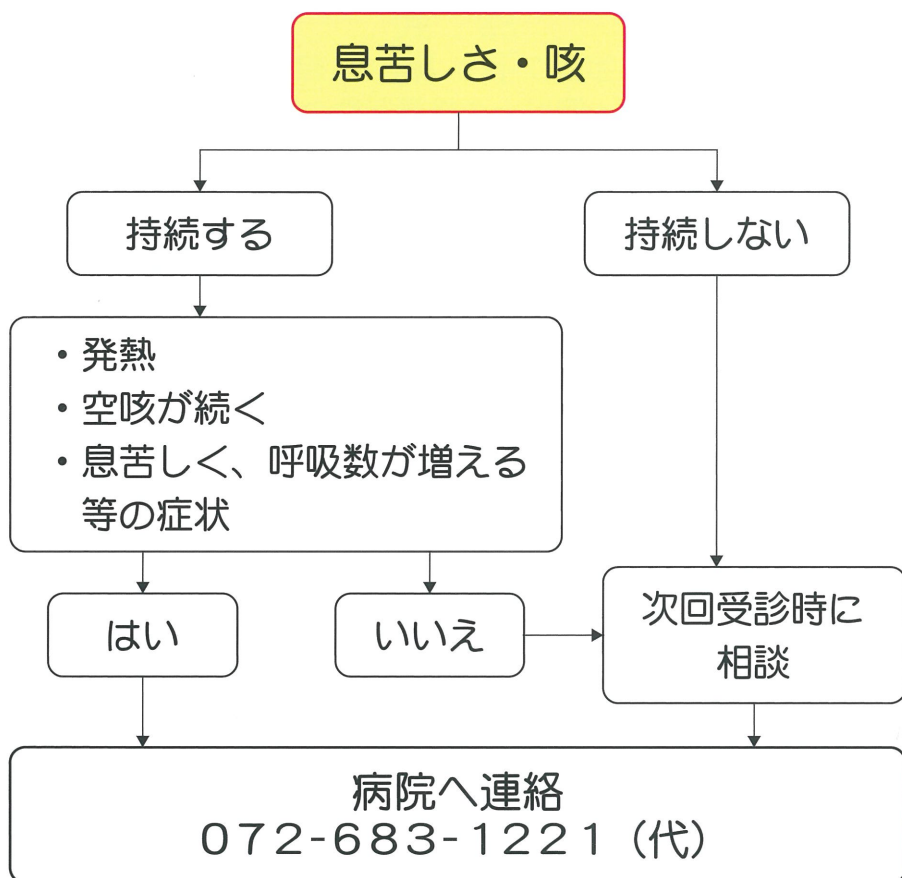 息苦しさ・咳
持続する
持続しない
・発熱
・空咳が続く
・息苦しく、呼吸数が増える
等の症状
はい
いいえ
次回受診時に
相談
病院へ連絡
072-683-1221（代）